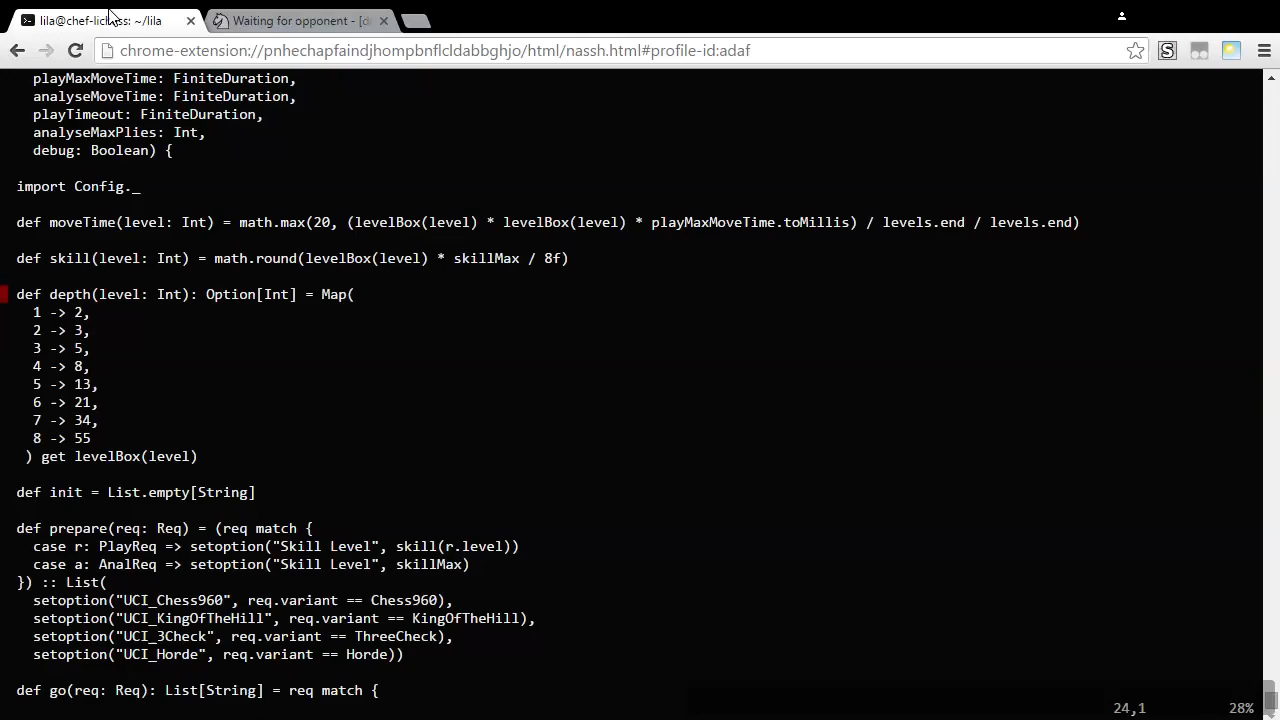 lila@chef-lichess: ~/lila
Waiting for opponent - [d
chrome-extension://pnhechapfaindjhompbnflcldabbghjo/html/nassh.html#profile-id:adaf
playMaxMoveTime: FiniteDuration,
analyseMoveTime: FiniteDuration,
playTimeout: FiniteDuration,
analyseMaxPlies: Int,
debug: Boolean) {
import Config._
def moveTime(level: Int) = math.max(20, (levelBox(level) * levelBox(level) * playMaxMoveTime.toMillis) / levels.end / levels.end)
def skill(level: Int) = math.round(levelBox(level) * skillMax / 8f)
def depth(level: Int): Option[Int] = Map(
1 -> 2,
2 -> 3,
3 -> 5,
4 -> 8,
5 -> 13,
6 -> 21,
7 -> 34,
8 -> 55
) get levelBox(level)
def init = List.empty[String]
def prepare(req: Req) = (req match {
case r: PlayReq => setoption("Skill Level", skill(r.level))
case a: AnalReq => setoption("Skill Level", skillMax)
}) :: List(
setoption("UCI_Chess960", req.variant == Chess960),
setoption("UCI_KingOfTheHill", req.variant == KingOfTheHill),
setoption("UCI_3Check", req.variant == ThreeCheck),
setoption("UCI_Horde", req.variant == Horde))
def go(req: Req): List[String] = req match {
24,1 28%